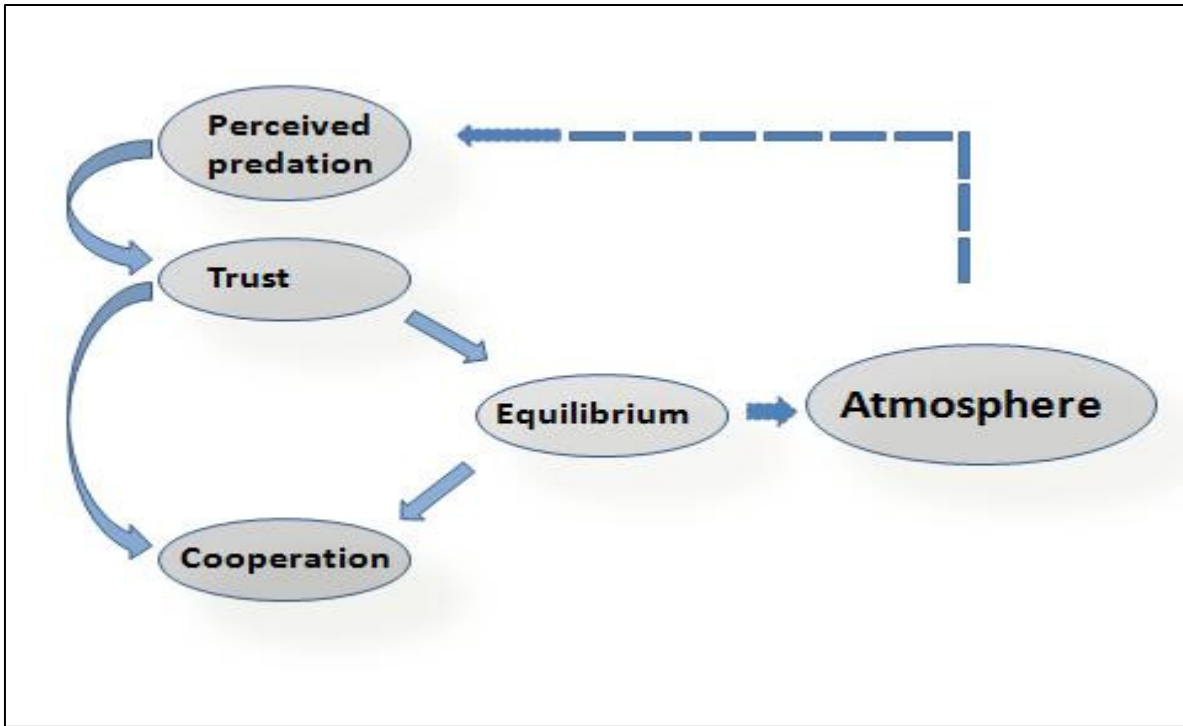 Perceived
predation
Trust
Equilibrium
Atmosphere
Cooperation